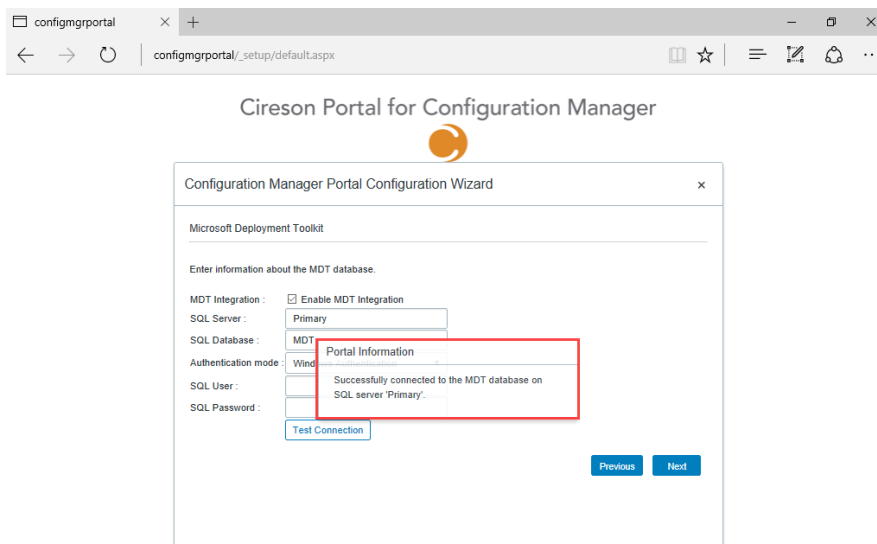 configmgrportal
configmgrportal/_setup/default.aspx
Cireson Portal for Configuration Manager
Configuration Manager Portal Configuration Wizard
Microsoft Deployment Toolkit
Enter information about the MDT database.
MDT Integration : Enable MDT Integration
SQL Server : Primary
SQL Database : MDT
Portal Information
Authentication mode : Windows Authentication
Successfully connected to the MDT database on
SQL server 'Primary'.
SQL User :
SQL Password :
Test Connection
Previous Next